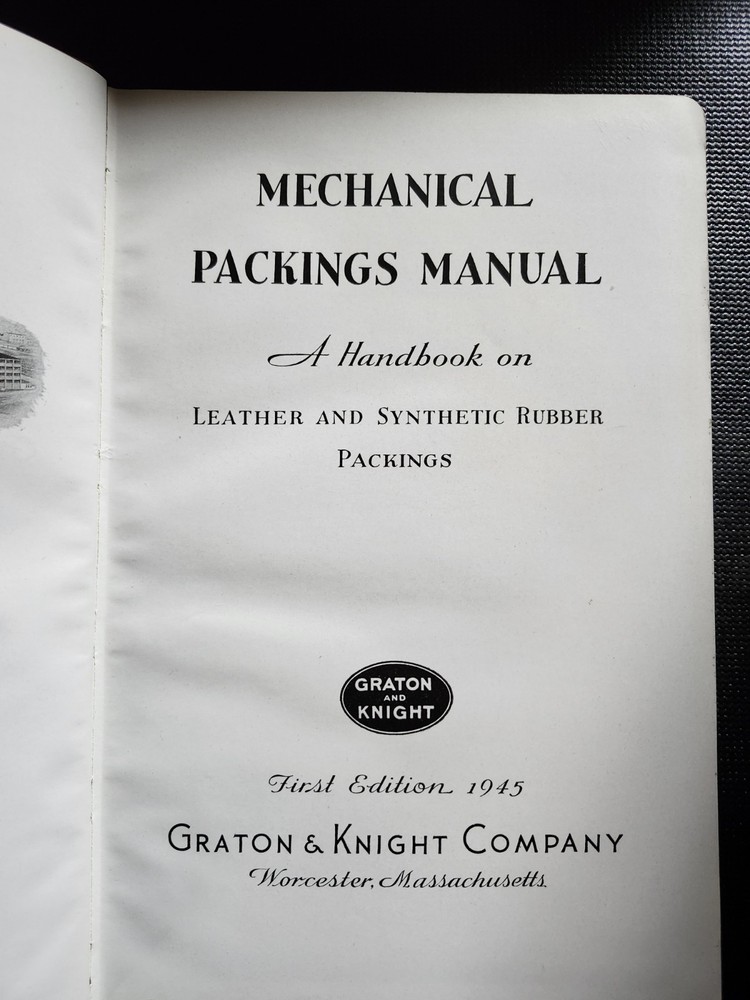 MECHANICAL
PACKINGS MANUAL
A Handbook on
LEATHER AND SYNTHETIC RUBBER
PACKINGS
GRATON
AND
KNIGHT
First Edition 1945
GRATON & KNIGHT COMPANY
Worcester, Massachusetts